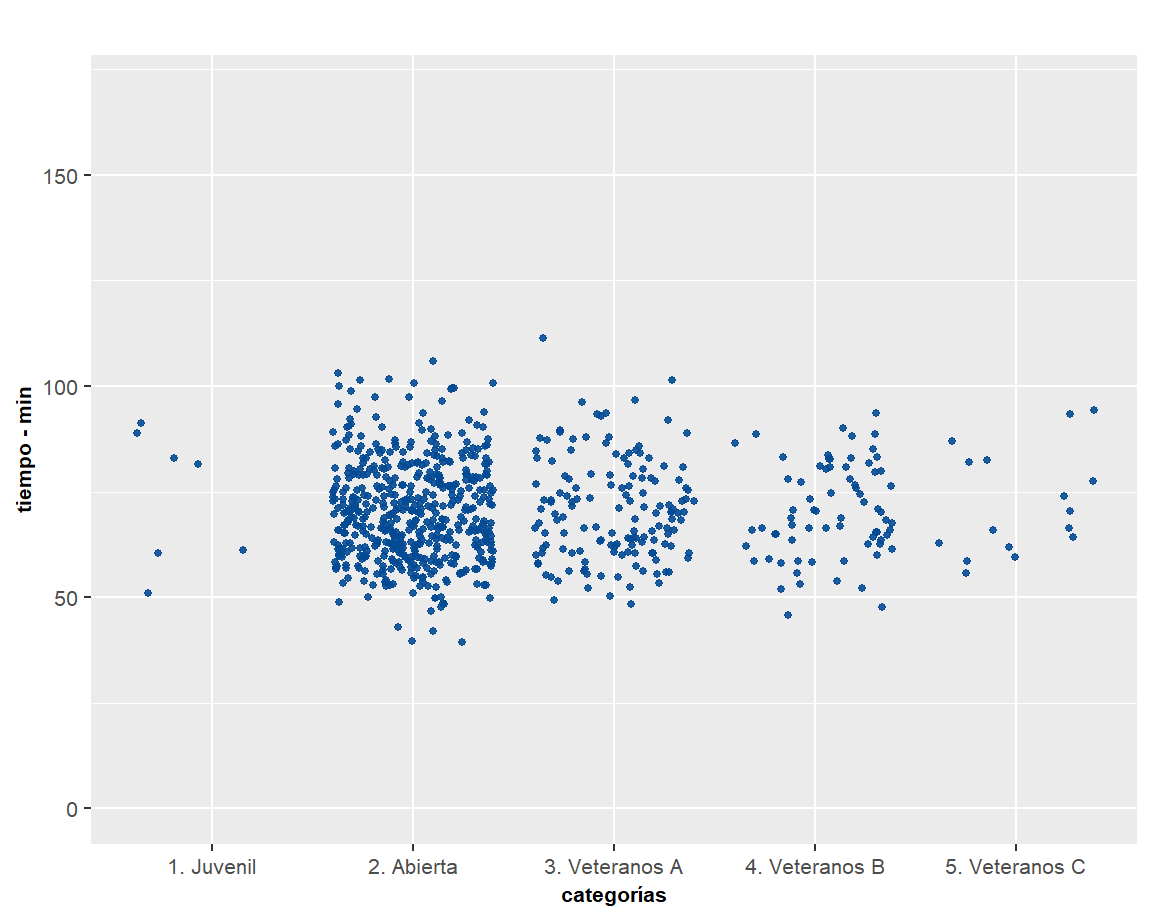 tiempo - min
150
100
50
0
1. Juvenil
2. Abierta
3. Veteranos A
4. Veteranos B
5. Veteranos C
categorías